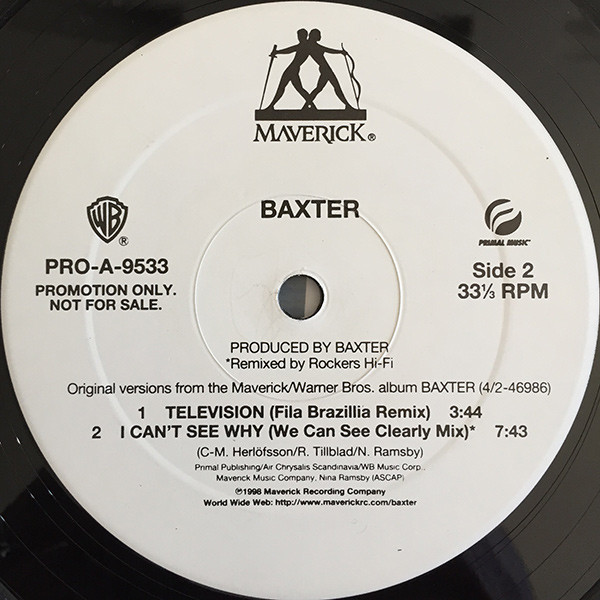 MAVERICK®
BAXTER
WB
®
PRIMAL MUSIC™
PRO-A-9533
PROMOTION ONLY.
NOT FOR SALE.
Side 2
33⅓ RPM
PRODUCED BY BAXTER
*Remixed by Rockers Hi-Fi
Original versions from the Maverick/Warner Bros. album BAXTER (4/2-46986)
1 TELEVISION (Fila Brazillia Remix) 3:44
2 I CAN'T SEE WHY (We Can See Clearly Mix)* 7:43
(C-M. Herlöfsson/R. Tillblad/N. Ramsby)
Primal Publishing/Air Chrysalis Scandinavia/WB Music Corp.,
Maverick Music Company, Nina Ramsby (ASCAP)
℗1998 Maverick Recording Company
World Wide Web: http://www.maverickrc.com/baxter